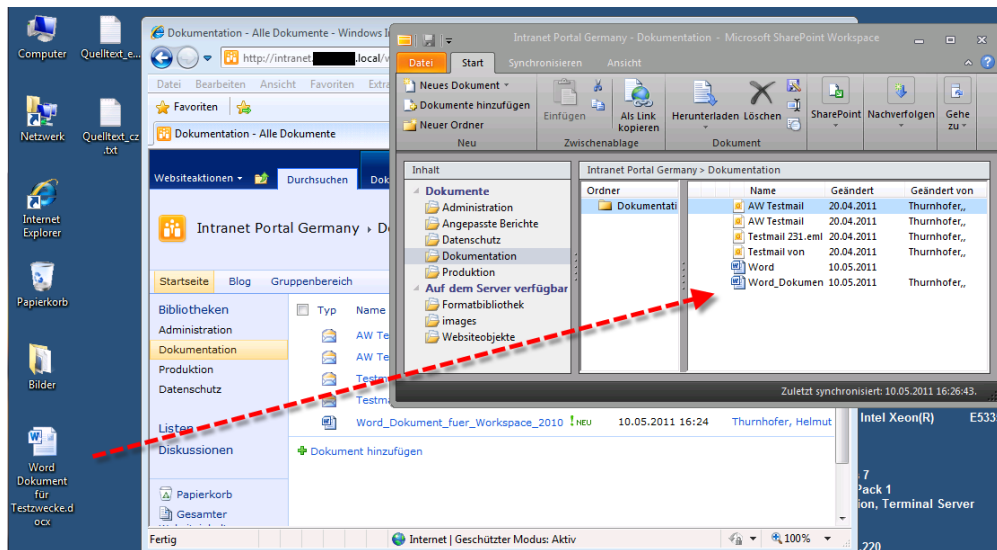 Computer
Quelltext_e...
Netzwerk
Quelltext_cz
.txt
Internet
Explorer
Papierkorb
Bilder
Word
Dokument
für
Testzwecke.d
ocx
Dokumentation - Alle Dokumente - Windows I
http://intranet. .local/
Datei Bearbeiten Ansicht Favoriten Extra
Favoriten
Dokumentation - Alle Dokumente
Websiteaktionen
Durchsuchen
Dok
Intranet Portal Germany
Startseite
Blog
Gruppenbereich
Bibliotheken
Administration
Dokumentation
Produktion
Datenschutz
Listen
Diskussionen
Papierkorb
Gesamter
Typ Name
AW Te
AW Te
Testma
Testma
Word_Dokument_fuer_Workspace_2010 ! NEU 10.05.2011 16:24 Thurnhofer, Helmut
Dokument hinzufügen
Fertig
Internet | Geschützter Modus: Aktiv
100%
Intranet Portal Germany - Dokumentation - Microsoft SharePoint Workspace
Datei Start Synchronisieren Ansicht
Neues Dokument
Dokumente hinzufügen
Neuer Ordner
Neu
Einfügen
Als Link
kopieren
Zwischenablage
Herunterladen
Löschen
Dokument
SharePoint
Nachverfolgen
Gehe
zu
Inhalt
Dokumente
Administration
Angepasste Berichte
Datenschutz
Dokumentation
Produktion
Auf dem Server verfügbar
Formatbibliothek
images
Websiteobjekte
Intranet Portal Germany > Dokumentation
Ordner
Dokumentati
Name Geändert Geändert von
AW Testmail 20.04.2011 Thurnhofer,,
AW Testmail 20.04.2011 Thurnhofer,,
Testmail 231.eml 20.04.2011 Thurnhofer,,
Testmail von 20.04.2011 Thurnhofer,,
Word 10.05.2011
Word_Dokumen 10.05.2011 Thurnhofer,,
Zuletzt synchronisiert: 10.05.2011 16:26:43.
Intel Xeon(R) E533
7
Pack 1
ion, Terminal Server
220